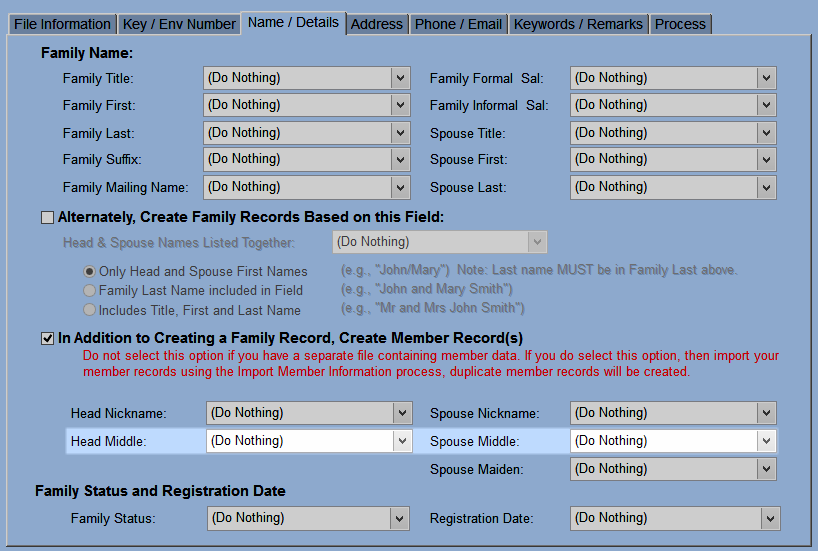 File Information Key / Env Number Name / Details Address Phone / Email Keywords / Remarks Process
Family Name:
Family Title: (Do Nothing) Family Formal Sal: (Do Nothing)
Family First: (Do Nothing) Family Informal Sal: (Do Nothing)
Family Last: (Do Nothing) Spouse Title: (Do Nothing)
Family Suffix: (Do Nothing) Spouse First: (Do Nothing)
Family Mailing Name: (Do Nothing) Spouse Last: (Do Nothing)
Alternately, Create Family Records Based on this Field:
Head & Spouse Names Listed Together: (Do Nothing)
Only Head and Spouse First Names (e.g., "John/Mary") Note: Last name MUST be in Family Last above.
Family Last Name included in Field (e.g., "John and Mary Smith")
Includes Title, First and Last Name (e.g., "Mr and Mrs John Smith")
In Addition to Creating a Family Record, Create Member Record(s)
Do not select this option if you have a separate file containing member data. If you do select this option, then import your
member records using the Import Member Information process, duplicate member records will be created.
Head Nickname: (Do Nothing) Spouse Nickname: (Do Nothing)
Head Middle: (Do Nothing) Spouse Middle: (Do Nothing)
Spouse Maiden: (Do Nothing)
Family Status and Registration Date
Family Status: (Do Nothing) Registration Date: (Do Nothing)